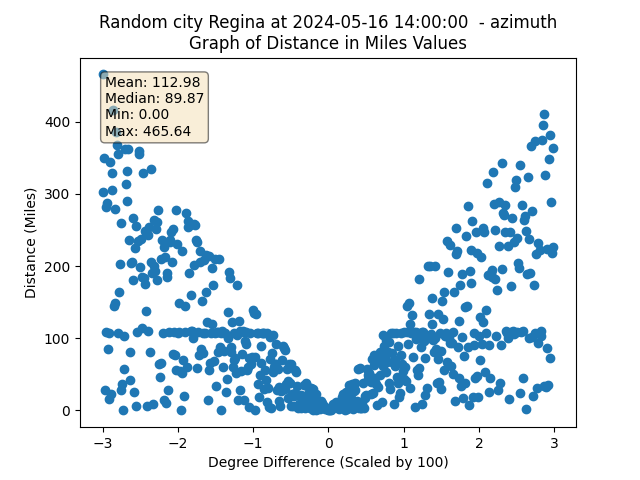 Random city Regina at 2024-05-16 14:00:00  - azimuth
Graph of Distance in Miles Values
Mean: 112.98
Median: 89.87
Min: 0.00
Max: 465.64
400
300
200
100
0
Distance (Miles)
−3
−2
−1
0
1
2
3
Degree Difference (Scaled by 100)